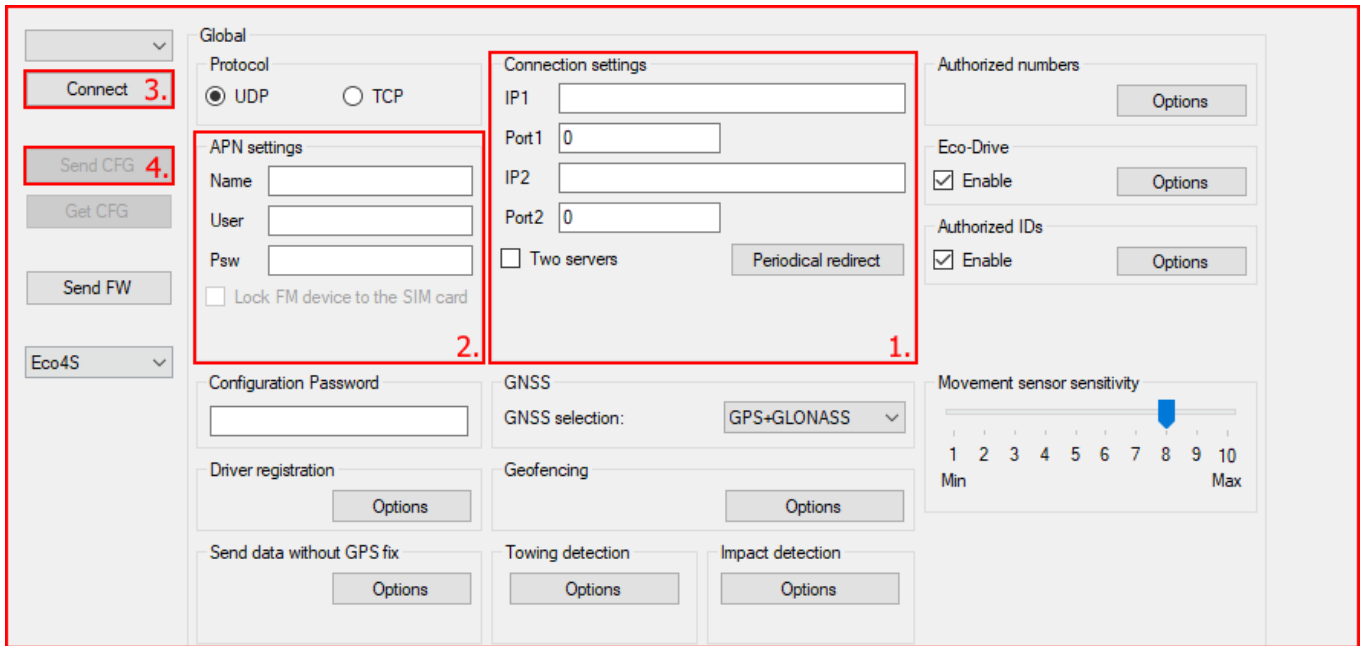 Connect 3.
Send CFG 4.
Get CFG
Send FW
Eco4S
Global
Protocol
UDP TCP
APN settings
Name
User
Psw
Lock FM device to the SIM card
2.
Connection settings
IP1
Port1 0
IP2
Port2 0
Two servers Periodical redirect
1.
Authorized numbers
Options
Eco-Drive
Enable Options
Authorized IDs
Enable Options
Configuration Password
GNSS
GNSS selection: GPS+GLONASS
Movement sensor sensitivity
1 2 3 4 5 6 7 8 9 10
Min Max
Driver registration
Options
Geofencing
Options
Send data without GPS fix
Options
Towing detection
Options
Impact detection
Options